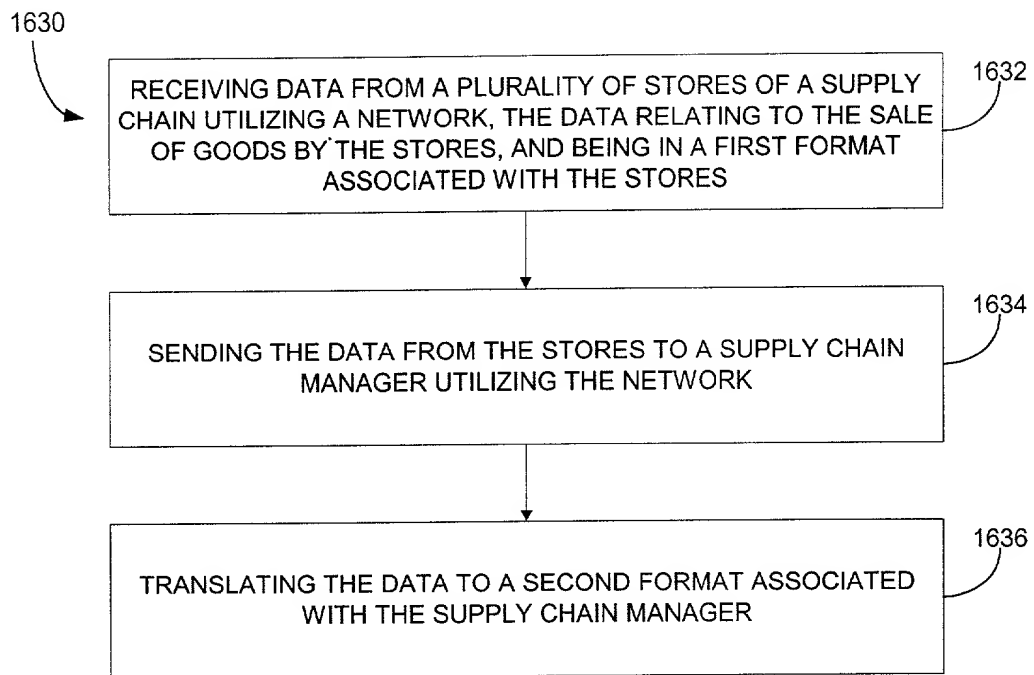 1630
1632
RECEIVING DATA FROM A PLURALITY OF STORES OF A SUPPLY
CHAIN UTILIZING A NETWORK, THE DATA RELATING TO THE SALE
OF GOODS BY THE STORES, AND BEING IN A FIRST FORMAT
ASSOCIATED WITH THE STORES
1634
SENDING THE DATA FROM THE STORES TO A SUPPLY CHAIN
MANAGER UTILIZING THE NETWORK
1636
TRANSLATING THE DATA TO A SECOND FORMAT ASSOCIATED
WITH THE SUPPLY CHAIN MANAGER